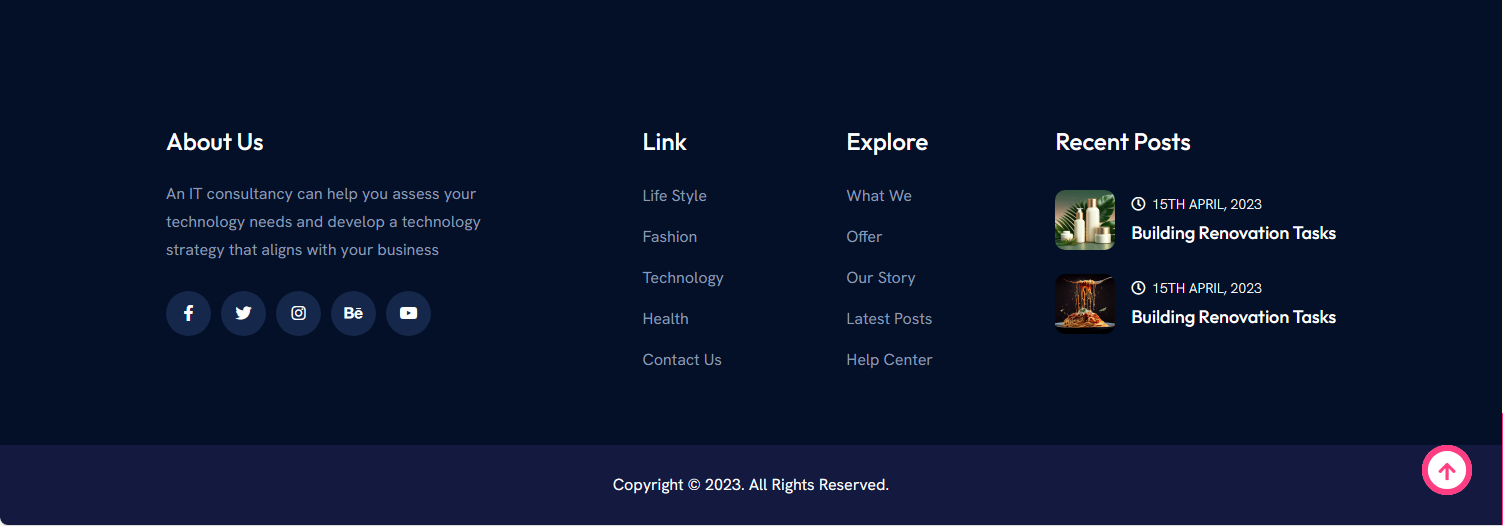 About Us
An IT consultancy can help you assess your
technology needs and develop a technology
strategy that aligns with your business
Bē
Link
Life Style
Fashion
Technology
Health
Contact Us
Explore
What We
Offer
Our Story
Latest Posts
Help Center
Recent Posts
15TH APRIL, 2023
Building Renovation Tasks
15TH APRIL, 2023
Building Renovation Tasks
Copyright © 2023. All Rights Reserved.